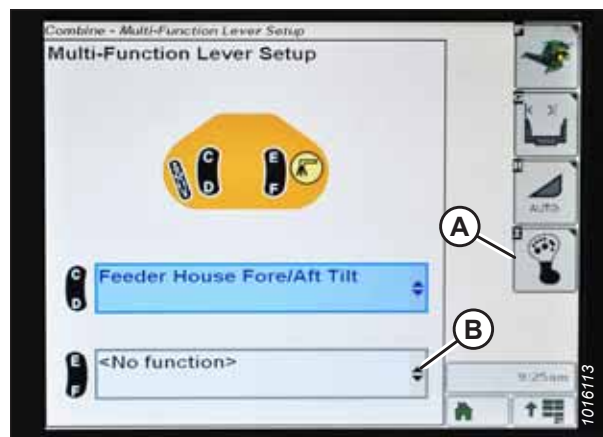 Combine - Multi-Function Lever Setup
Multi-Function Lever Setup
C
D
E
F
A
AUTO
C
D
Feeder House Fore/Aft Tilt
B
E
F
<No function>
9:25am
1016113